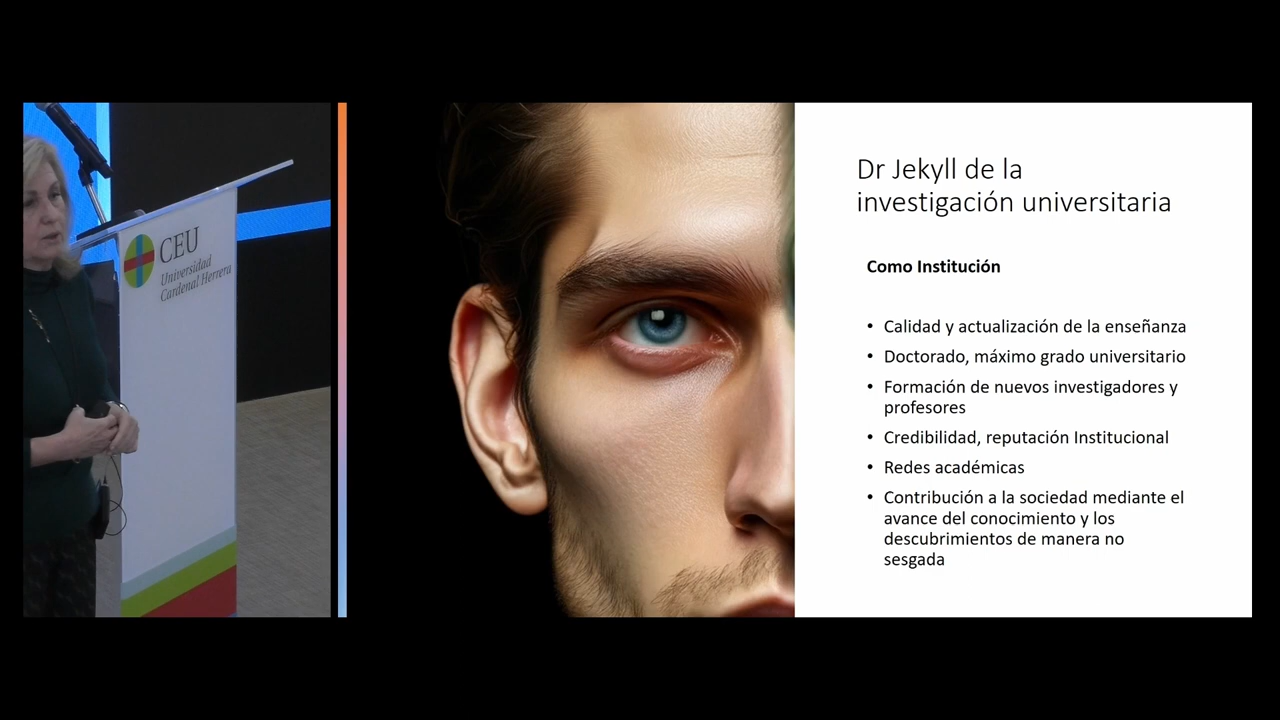 CEU
Universidad
Cardenal Herrera
Dr Jekyll de la
investigación universitaria
Como Institución
• Calidad y actualización de la enseñanza
• Doctorado, máximo grado universitario
• Formación de nuevos investigadores y
profesores
• Credibilidad, reputación Institucional
• Redes académicas
• Contribución a la sociedad mediante el
avance del conocimiento y los
descubrimientos de manera no
sesgada